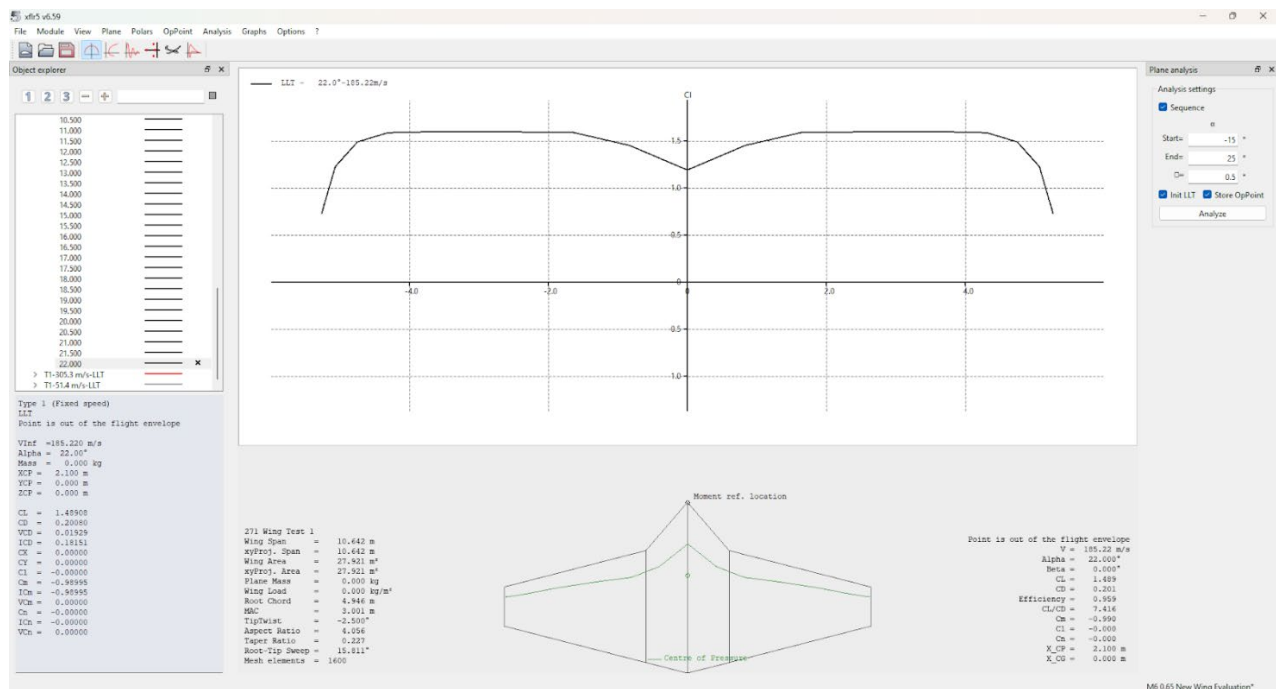 xflr5 v6.59
File Module View Plane Polars OpPoint Analysis Graphs Options ?
Object explorer
1 2 3
10.500
11.000
11.500
12.000
12.500
13.000
13.500
14.000
14.500
15.000
15.500
16.000
16.500
17.000
17.500
18.000
18.500
19.000
19.500
20.000
20.500
21.000
21.500
22.000
T1-305.3 m/s-LLT
T1-51.4 m/s-LLT
Type 1 (Fixed speed)
LLT
Point is out of the flight envelope
VInf =185.220 m/s
Alpha = 22.00°
Mass = 0.000 kg
XCP = 2.100 m
YCP = 0.000 m
ZCP = 0.000 m
CL = 1.48908
CD = 0.20080
VCD = 0.01929
ICD = 0.18151
CX = 0.00000
CY = 0.00000
Cl = -0.00000
Cm = -0.98995
ICm = -0.98995
VCm = 0.00000
Cn = -0.00000
ICn = -0.00000
VCn = 0.00000
LLT - 22.0°-185.22m/s
Cl
1.5
1.0
0.5
0
-4.0 -2.0 0 2.0 4.0
0.5
1.0
Moment ref. location
Centre of Pressure
271 Wing Test 1
Wing Span = 10.642 m
xyProj. Span = 10.642 m
Wing Area = 27.921 m²
xyProj. Area = 27.921 m²
Plane Mass = 0.000 kg
Wing Load = 0.000 kg/m²
Root Chord = 4.946 m
MAC = 3.001 m
TipTwist = -2.500°
Aspect Ratio = 4.056
Taper Ratio = 0.227
Root-Tip Sweep = 15.811°
Mesh elements = 1600
Point is out of the flight envelope
V = 185.22 m/s
Alpha = 22.000°
Beta = 0.000°
CL = 1.489
CD = 0.201
Efficiency = 0.959
CL/CD = 7.416
Cm = -0.990
Cl = -0.000
Cn = -0.000
X_CP = 2.100 m
X_CG = 0.000 m
Plane analysis
Analysis settings
Sequence
α
Start= -15 °
End= 25 °
0.5 °
Init LLT Store OpPoint
Analyze
M6 0.65 New Wing Evaluation*